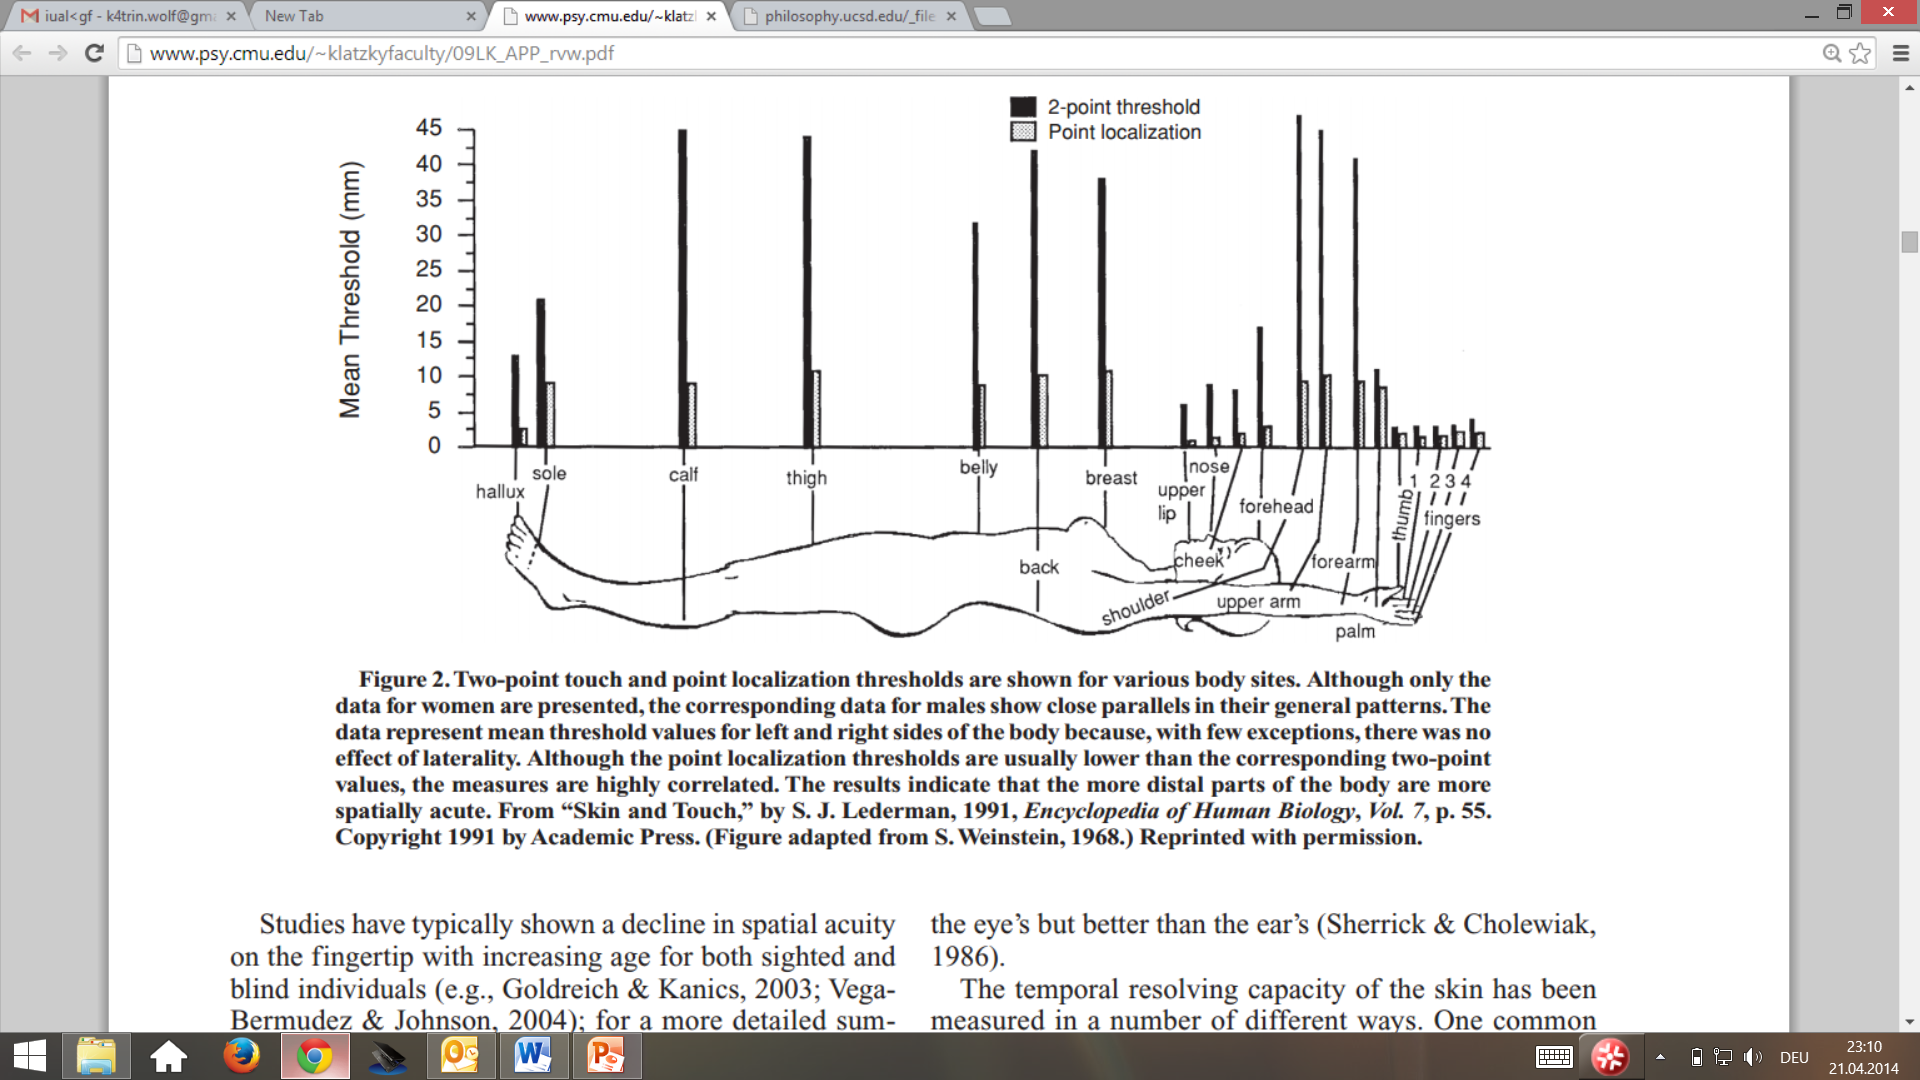 iual<gf - k4trin.wolf@gma
New Tab
www.psy.cmu.edu/~klatz
philosophy.ucsd.edu/_file
www.psy.cmu.edu/~klatzkyfaculty/09LK_APP_rvw.pdf
2-point threshold
Point localization
Mean Threshold (mm)
45
40
35
30
25
20
15
10
5
0
hallux
sole
calf
thigh
belly
back
breast
upper
lip
nose
cheek
forehead
shoulder
upper arm
forearm
palm
thumb
1 2 3 4
fingers
Figure 2. Two-point touch and point localization thresholds are shown for various body sites. Although only the
data for women are presented, the corresponding data for males show close parallels in their general patterns. The
data represent mean threshold values for left and right sides of the body because, with few exceptions, there was no
effect of laterality. Although the point localization thresholds are usually lower than the corresponding two-point
values, the measures are highly correlated. The results indicate that the more distal parts of the body are more
spatially acute. From “Skin and Touch,” by S. J. Lederman, 1991, Encyclopedia of Human Biology, Vol. 7, p. 55.
Copyright 1991 by Academic Press. (Figure adapted from S. Weinstein, 1968.) Reprinted with permission.
Studies have typically shown a decline in spatial acuity
on the fingertip with increasing age for both sighted and
blind individuals (e.g., Goldreich & Kanics, 2003; Vega-
Bermudez & Johnson, 2004); for a more detailed sum-
the eye’s but better than the ear’s (Sherrick & Cholewiak,
1986).
The temporal resolving capacity of the skin has been
measured in a number of different ways. One common
DEU
23:10
21.04.2014